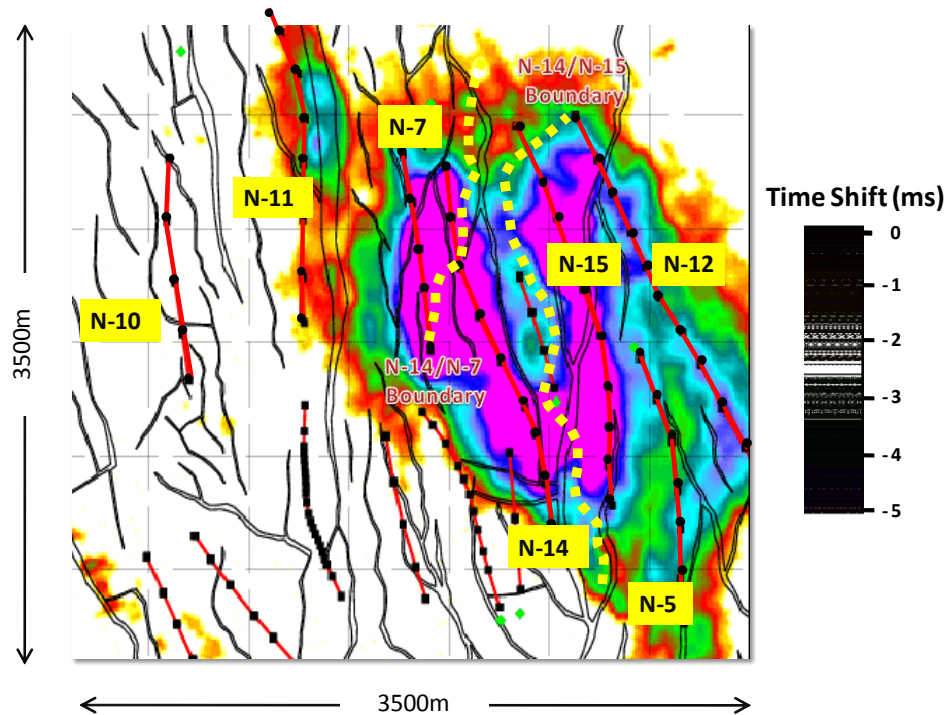 N-14/N-15
Boundary
N-7
N-11
N-15
N-12
N-10
N-14/N-7
Boundary
N-14
N-5
3500m
3500m
Time Shift (ms)
0
- 1
- 2
- 3
- 4
- 5